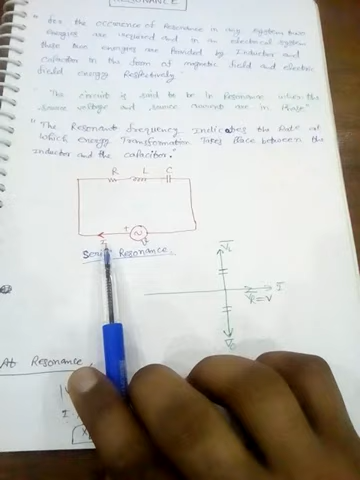 RESONANCE
" for the occurence of Resonance in any system two
energies are required and in an electrical system
these two energies are Provided by Inductor and
capacitor in the form of magnetic field and electric
field energy Respectively.
The circuit is said to be in Resonance when the
source voltage and source current are in Phase"
" The Resonant frequency Indicates the Rate at
which energy Transformation Takes place between the
inductor and the capacitor."
R L C
+
I
Series Resonance
VL
I
VR=V
VC
At Resonance,